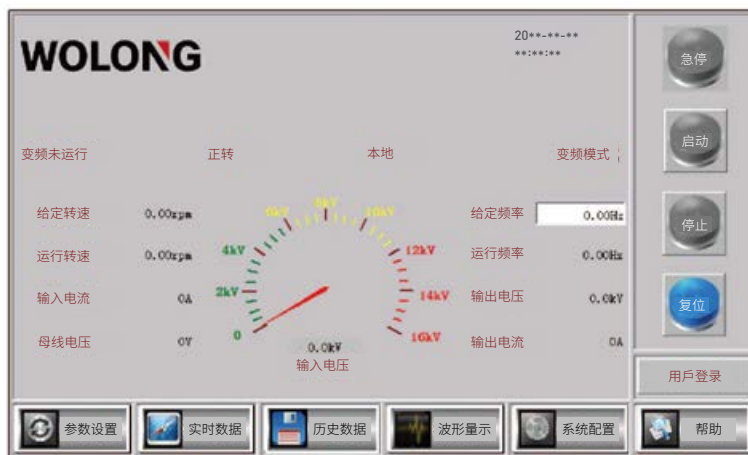 WOLONG
20**-**-**
**:**:**
变频未运行 正转 本地 变频模式
给定转速 0.00rpm 给定频率 0.00Hz
运行转速 0.00rpm 运行频率 0.00Hz
输入电流 0A 输出电压 0.0kV
母线电压 0V 输出电流 0A
0 2kV 4kV 6kV 8kV 10kV 12kV 14kV 16kV
0.0kV
输入电压
急停
启动
停止
复位
用戶登录
参数设置 实时数据 历史数据 波形量示 系统配置 帮助